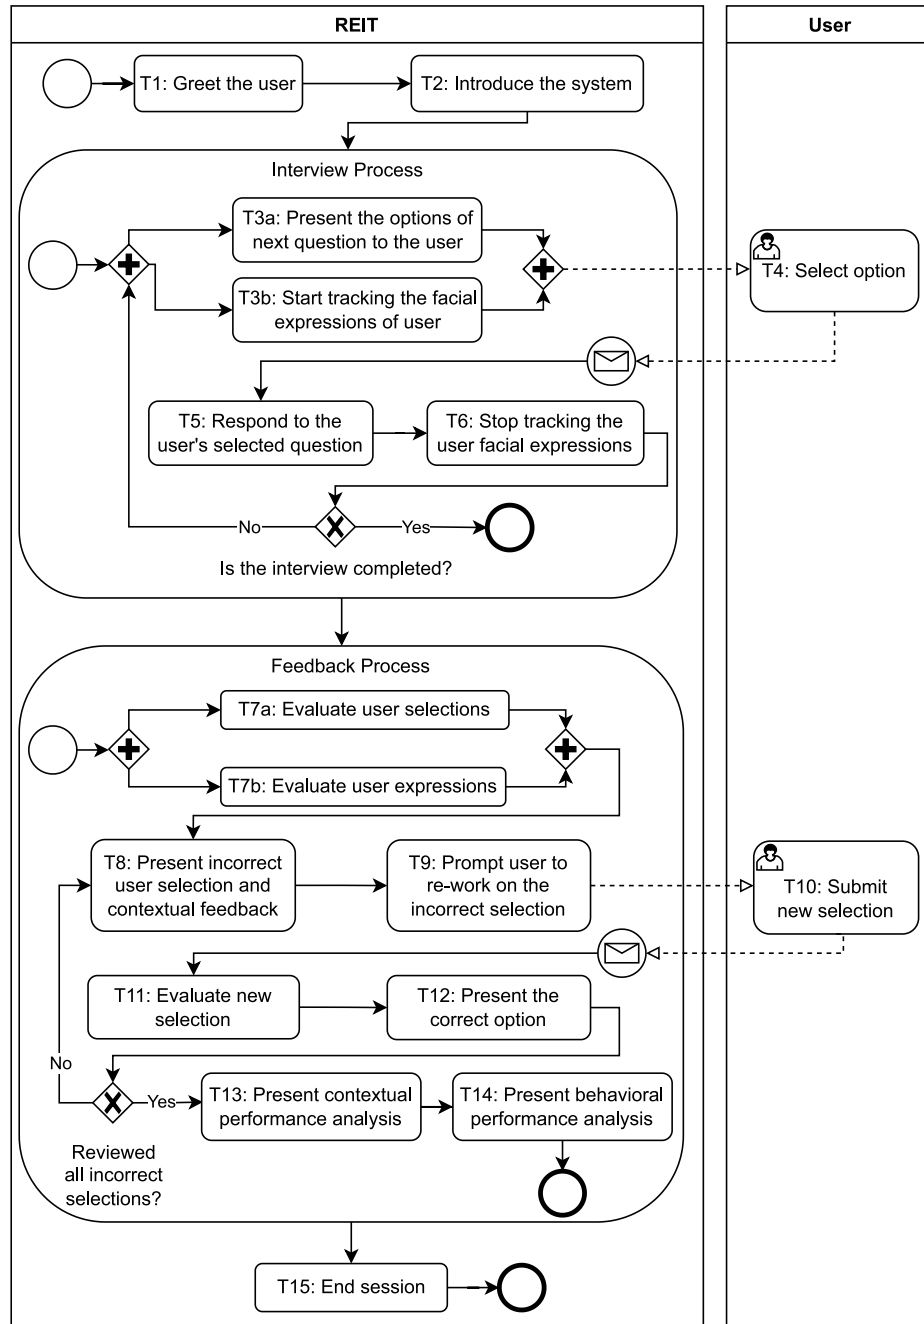 REIT
User
T1: Greet the user
T2: Introduce the system
Interview Process
T3a: Present the options of
next question to the user
T3b: Start tracking the facial
expressions of user
T4: Select option
T5: Respond to the
user's selected question
T6: Stop tracking the
user facial expressions
No
Yes
Is the interview completed?
Feedback Process
T7a: Evaluate user selections
T7b: Evaluate user expressions
T8: Present incorrect
user selection and
contextual feedback
T9: Prompt user to
re-work on the
incorrect selection
T10: Submit
new selection
T11: Evaluate new
selection
T12: Present the
correct option
No
Yes
T13: Present contextual
performance analysis
T14: Present behavioral
performance analysis
Reviewed
all incorrect
selections?
T15: End session